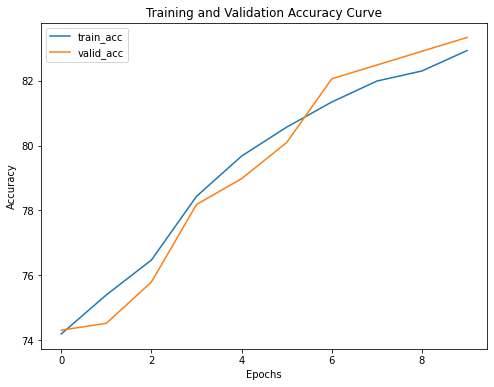 Training and Validation Accuracy Curve
train_acc
valid_acc
82
80
78
76
74
Accuracy
0 2 4 6 8
Epochs